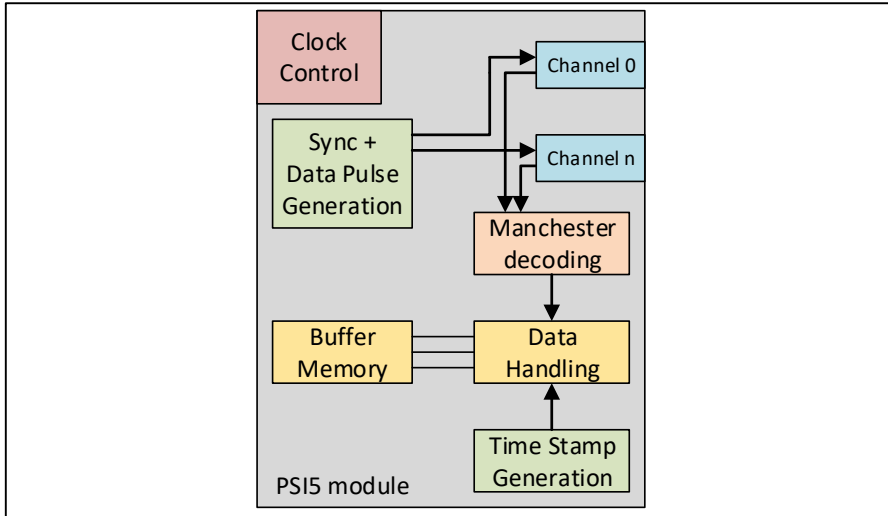 Clock
Control
Channel 0
Sync +
Data Pulse
Generation
Channel n
Manchester
decoding
Buffer
Memory
Data
Handling
Time Stamp
Generation
PSI5 module